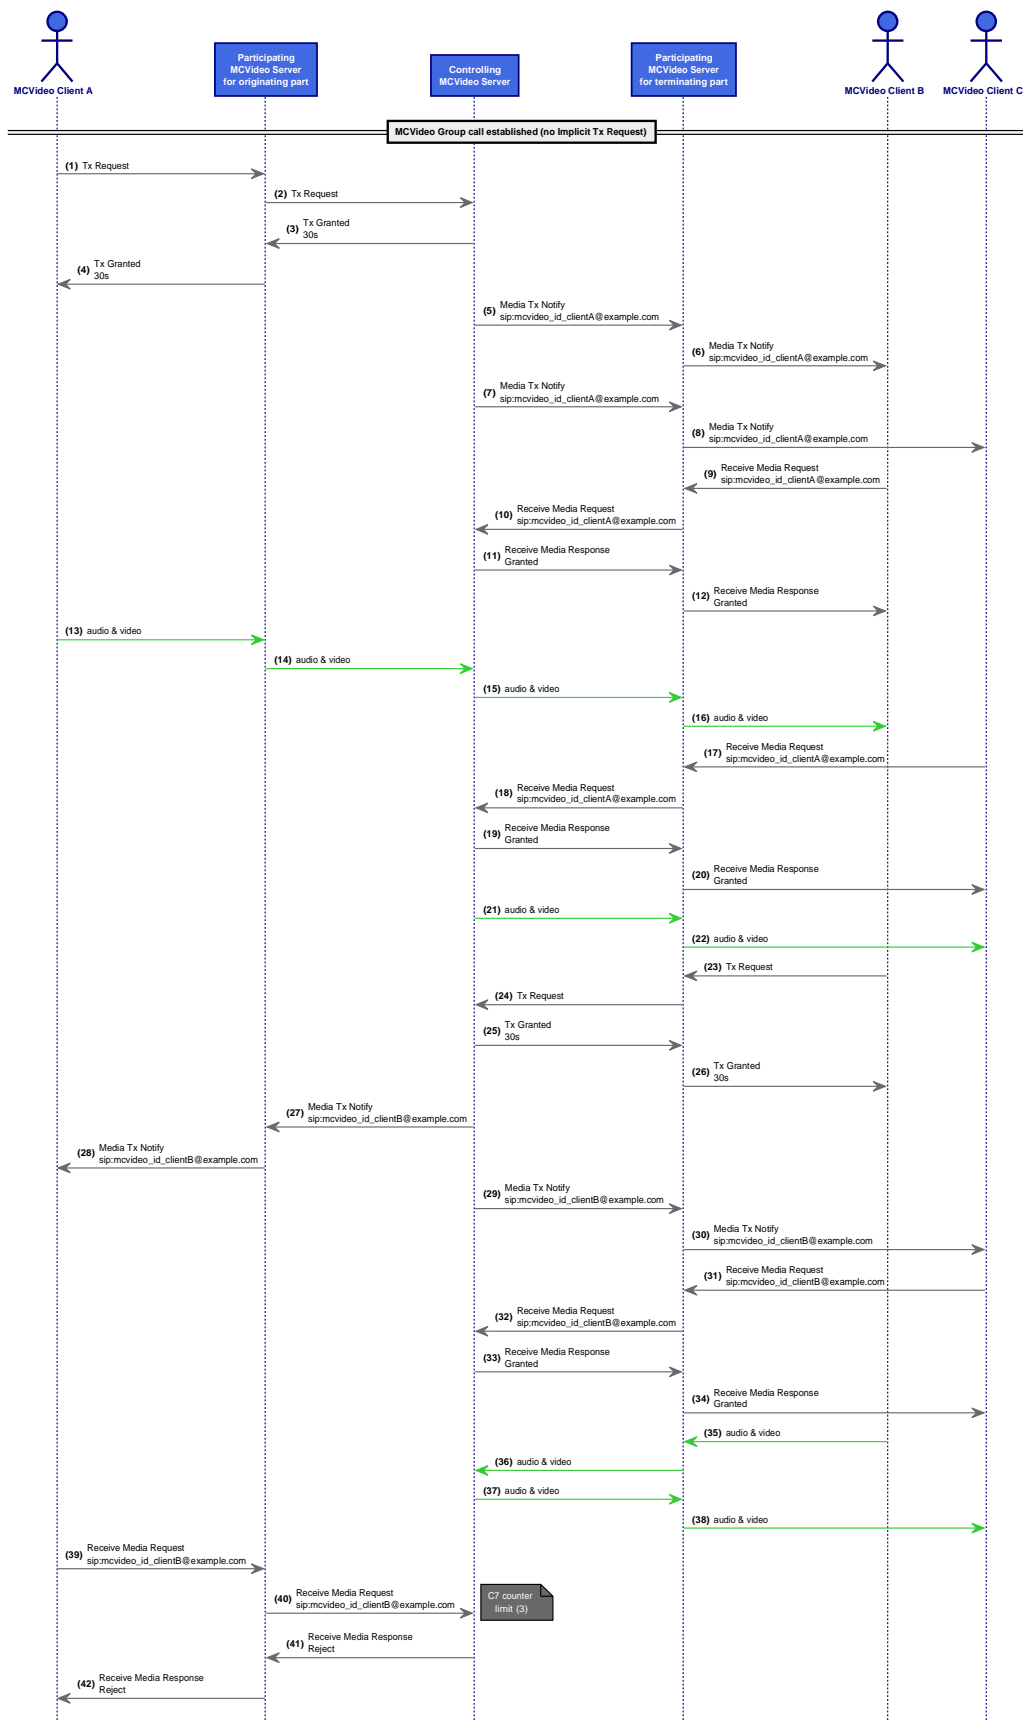 Participating
MCVideo Server
for originating part
Controlling
MCVideo Server
Participating
MCVideo Server
for terminating part
MCVideo Client A
MCVideo Client B
MCVideo Client C
MCVideo Group call established (no Implicit Tx Request)
(1) Tx Request
(2) Tx Request
(3) Tx Granted
30s
(4) Tx Granted
30s
(5) Media Tx Notify
sip:mcvideo_id_clientA@example.com
(6) Media Tx Notify
sip:mcvideo_id_clientA@example.com
(7) Media Tx Notify
sip:mcvideo_id_clientA@example.com
(8) Media Tx Notify
sip:mcvideo_id_clientA@example.com
(9) Receive Media Request
sip:mcvideo_id_clientA@example.com
(10) Receive Media Request
sip:mcvideo_id_clientA@example.com
(11) Receive Media Response
Granted
(12) Receive Media Response
Granted
(13) audio & video
(14) audio & video
(15) audio & video
(16) audio & video
(17) Receive Media Request
sip:mcvideo_id_clientA@example.com
(18) Receive Media Request
sip:mcvideo_id_clientA@example.com
(19) Receive Media Response
Granted
(20) Receive Media Response
Granted
(21) audio & video
(22) audio & video
(23) Tx Request
(24) Tx Request
(25) Tx Granted
30s
(26) Tx Granted
30s
(27) Media Tx Notify
sip:mcvideo_id_clientB@example.com
(28) Media Tx Notify
sip:mcvideo_id_clientB@example.com
(29) Media Tx Notify
sip:mcvideo_id_clientB@example.com
(30) Media Tx Notify
sip:mcvideo_id_clientB@example.com
(31) Receive Media Request
sip:mcvideo_id_clientB@example.com
(32) Receive Media Request
sip:mcvideo_id_clientB@example.com
(33) Receive Media Response
Granted
(34) Receive Media Response
Granted
(35) audio & video
(36) audio & video
(37) audio & video
(38) audio & video
(39) Receive Media Request
sip:mcvideo_id_clientB@example.com
(40) Receive Media Request
sip:mcvideo_id_clientB@example.com
C7 counter
limit (3)
(41) Receive Media Response
Reject
(42) Receive Media Response
Reject